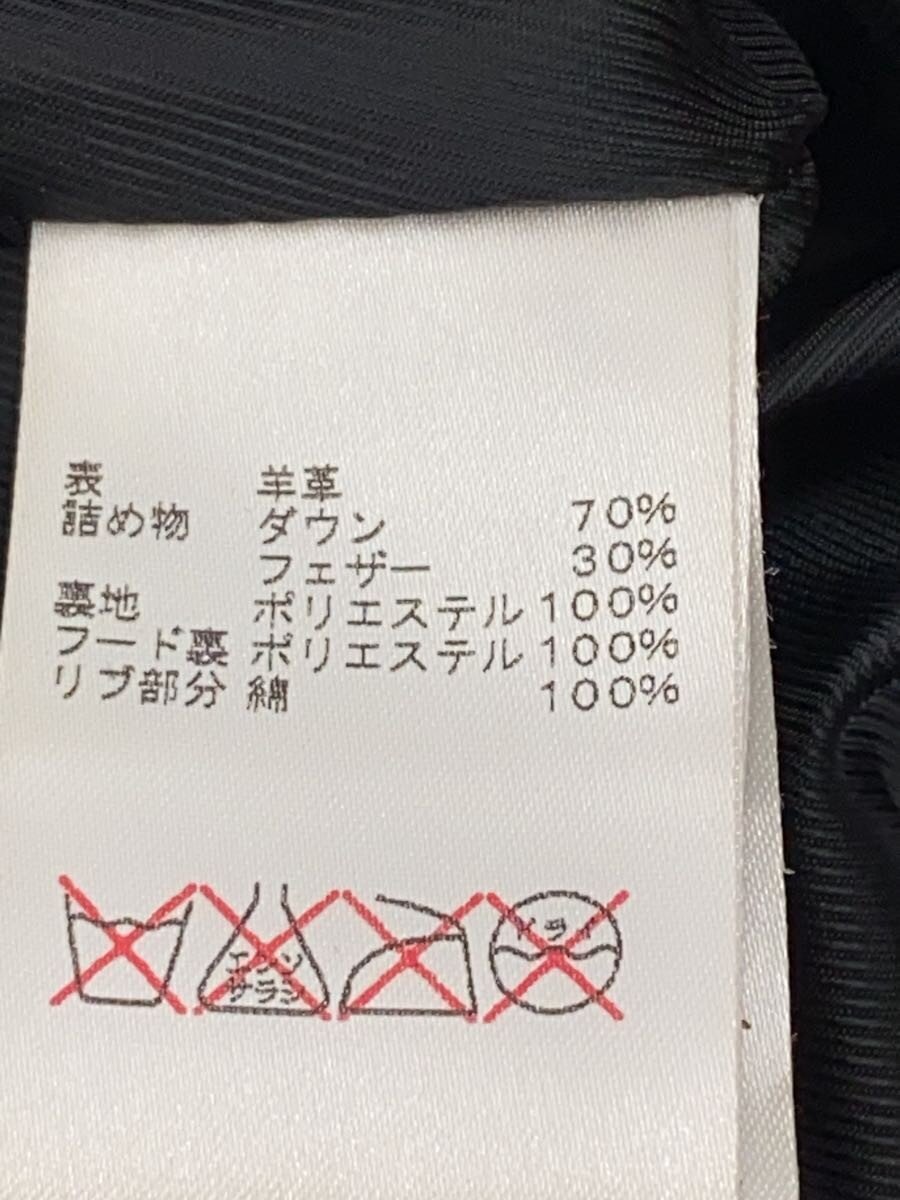 表 羊革
詰め物 ダウン 70%
フェザー 30%
裏地 ポリエステル 100%
フード裏 ポリエステル 100%
リブ部分 綿 100%
エンソ
サラシ
ドライ